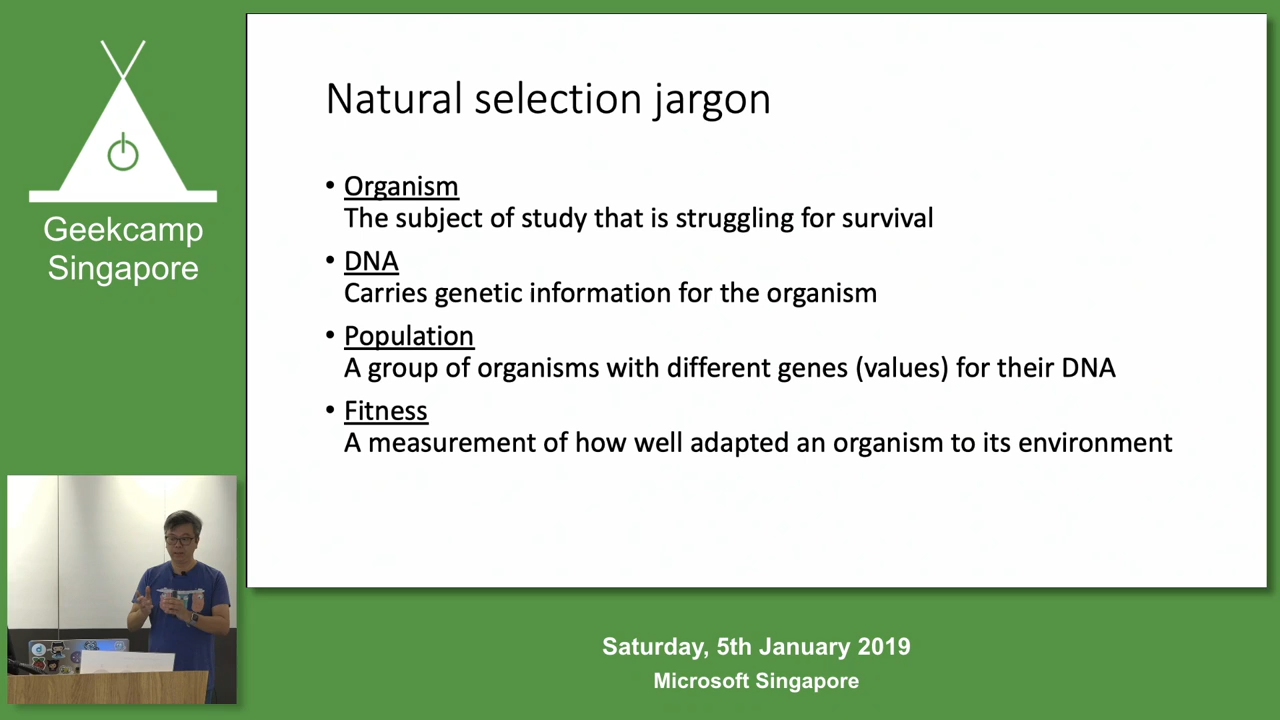 Geekcamp
Singapore
Natural selection jargon
• Organism
The subject of study that is struggling for survival
• DNA
Carries genetic information for the organism
• Population
A group of organisms with different genes (values) for their DNA
• Fitness
A measurement of how well adapted an organism to its environment
Saturday, 5th January 2019
Microsoft Singapore